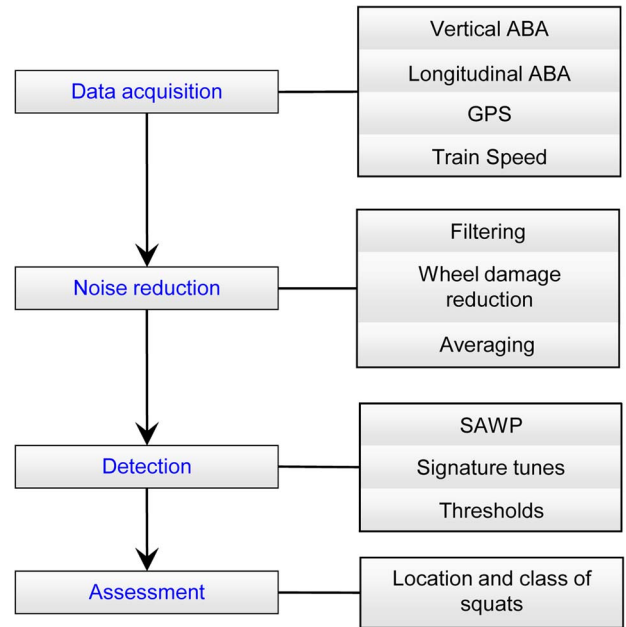 Data acquisition
Vertical ABA
Longitudinal ABA
GPS
Train Speed
Noise reduction
Filtering
Wheel damage
reduction
Averaging
Detection
SAWP
Signature tunes
Thresholds
Assessment
Location and class of
squats